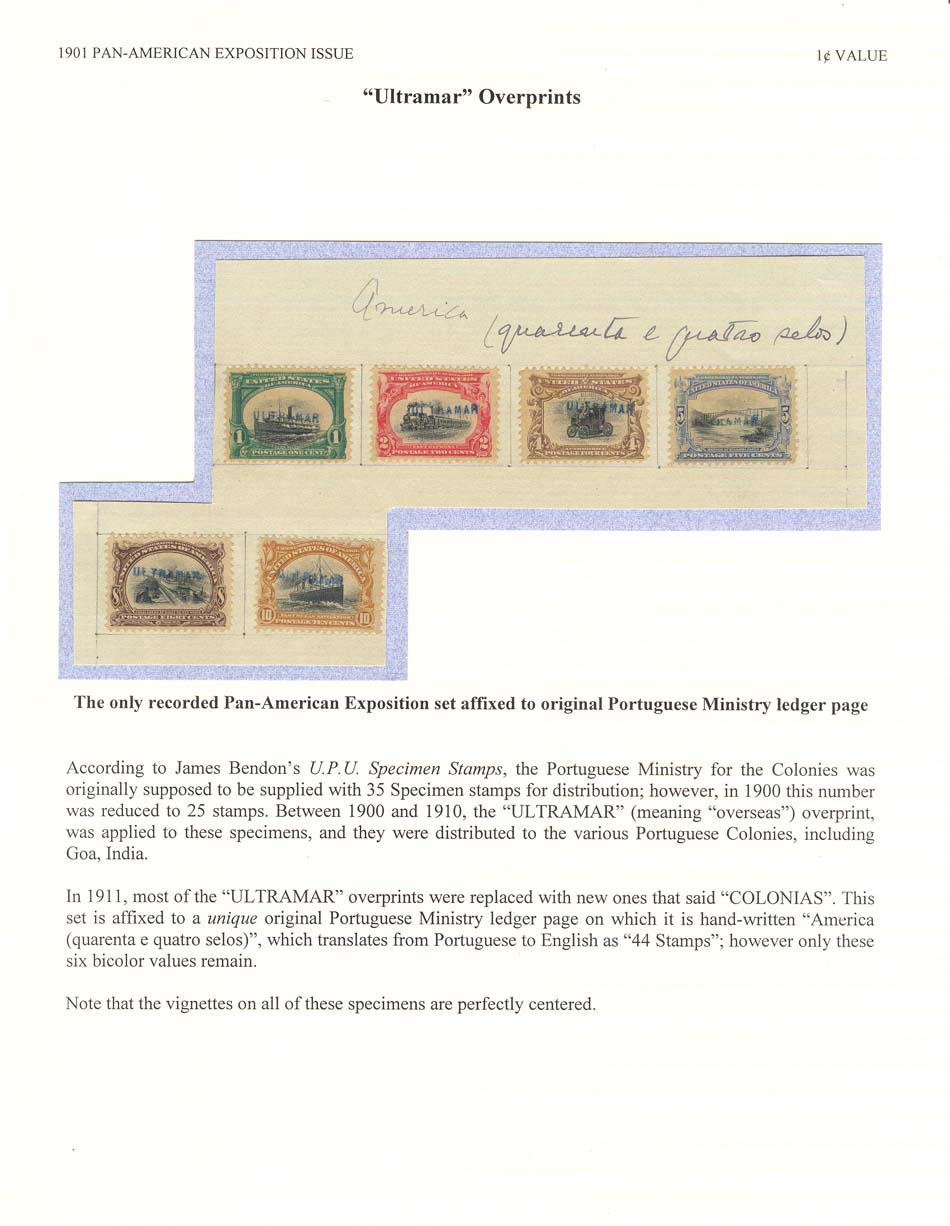 1901 PAN-AMERICAN EXPOSITION ISSUE
1¢ VALUE
“Ultramar” Overprints
America
(quarenta e quatro selos)
UNITED STATES
OF AMERICA
ULTRAMAR
1 1
POSTAGE ONE CENT
UNITED STATES
OF AMERICA
RAMAR
2 2
POSTAGE TWO CENTS
UNITED STATES
OF AMERICA
ULTRAMAR
4 4
POSTAGE FOUR CENTS
UNITED STATES OF AMERICA
RAMAR
5 5
POSTAGE FIVE CENTS
UNITED STATES OF AMERICA
ULTRAMAR
8 8
POSTAGE EIGHT CENTS
UNITED STATES OF AMERICA
10 10
FAST OCEAN NAVIGATION
POSTAGE TEN CENTS
The only recorded Pan-American Exposition set affixed to original Portuguese Ministry ledger page
According to James Bendon’s U.P.U. Specimen Stamps, the Portuguese Ministry for the Colonies was
originally supposed to be supplied with 35 Specimen stamps for distribution; however, in 1900 this number
was reduced to 25 stamps. Between 1900 and 1910, the “ULTRAMAR” (meaning “overseas”) overprint,
was applied to these specimens, and they were distributed to the various Portuguese Colonies, including
Goa, India.
In 1911, most of the “ULTRAMAR” overprints were replaced with new ones that said “COLONIAS”. This
set is affixed to a unique original Portuguese Ministry ledger page on which it is hand-written “America
(quarenta e quatro selos)”, which translates from Portuguese to English as “44 Stamps”; however only these
six bicolor values remain.
Note that the vignettes on all of these specimens are perfectly centered.